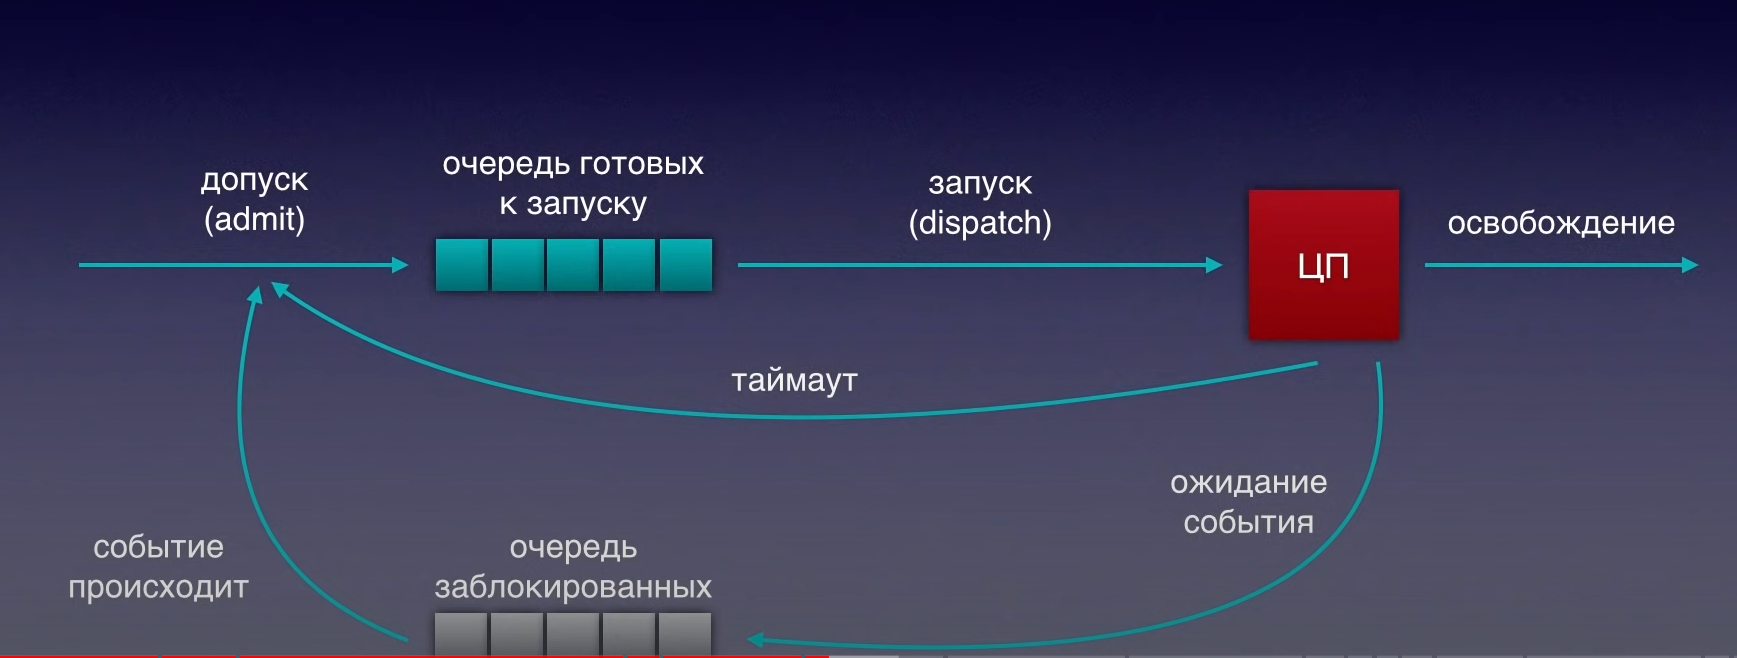 допуск
(admit)
очередь готовых
к запуску
запуск
(dispatch)
ЦП
освобождение
таймаут
ожидание
события
событие
происходит
очередь
заблокированных